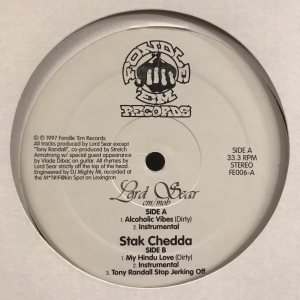 FONDLE
'EM
RECORDS
© ℗ 1997 Fondle 'Em Records
All tracks produced by Lord Sear except
"Tony Randall", co-produced by Stretch
Armstrong w/ special guest appearance
by Vlade Divac on guitar. All rhymes by
Lord Sear strictly off the top of the head.
Engineered by DJ Mighty Mi, recorded
at the spot on Lexington
SIDE A
33.3 RPM
STEREO
FE006-A
Lord Sear
cm/mob
SIDE A
1. Alcoholic Vibes (Dirty)
2. Instrumental
Stak Chedda
SIDE B
1. My Hindu Love (Dirty)
2. Instrumental
3. Tony Randall Stop Jerking Off